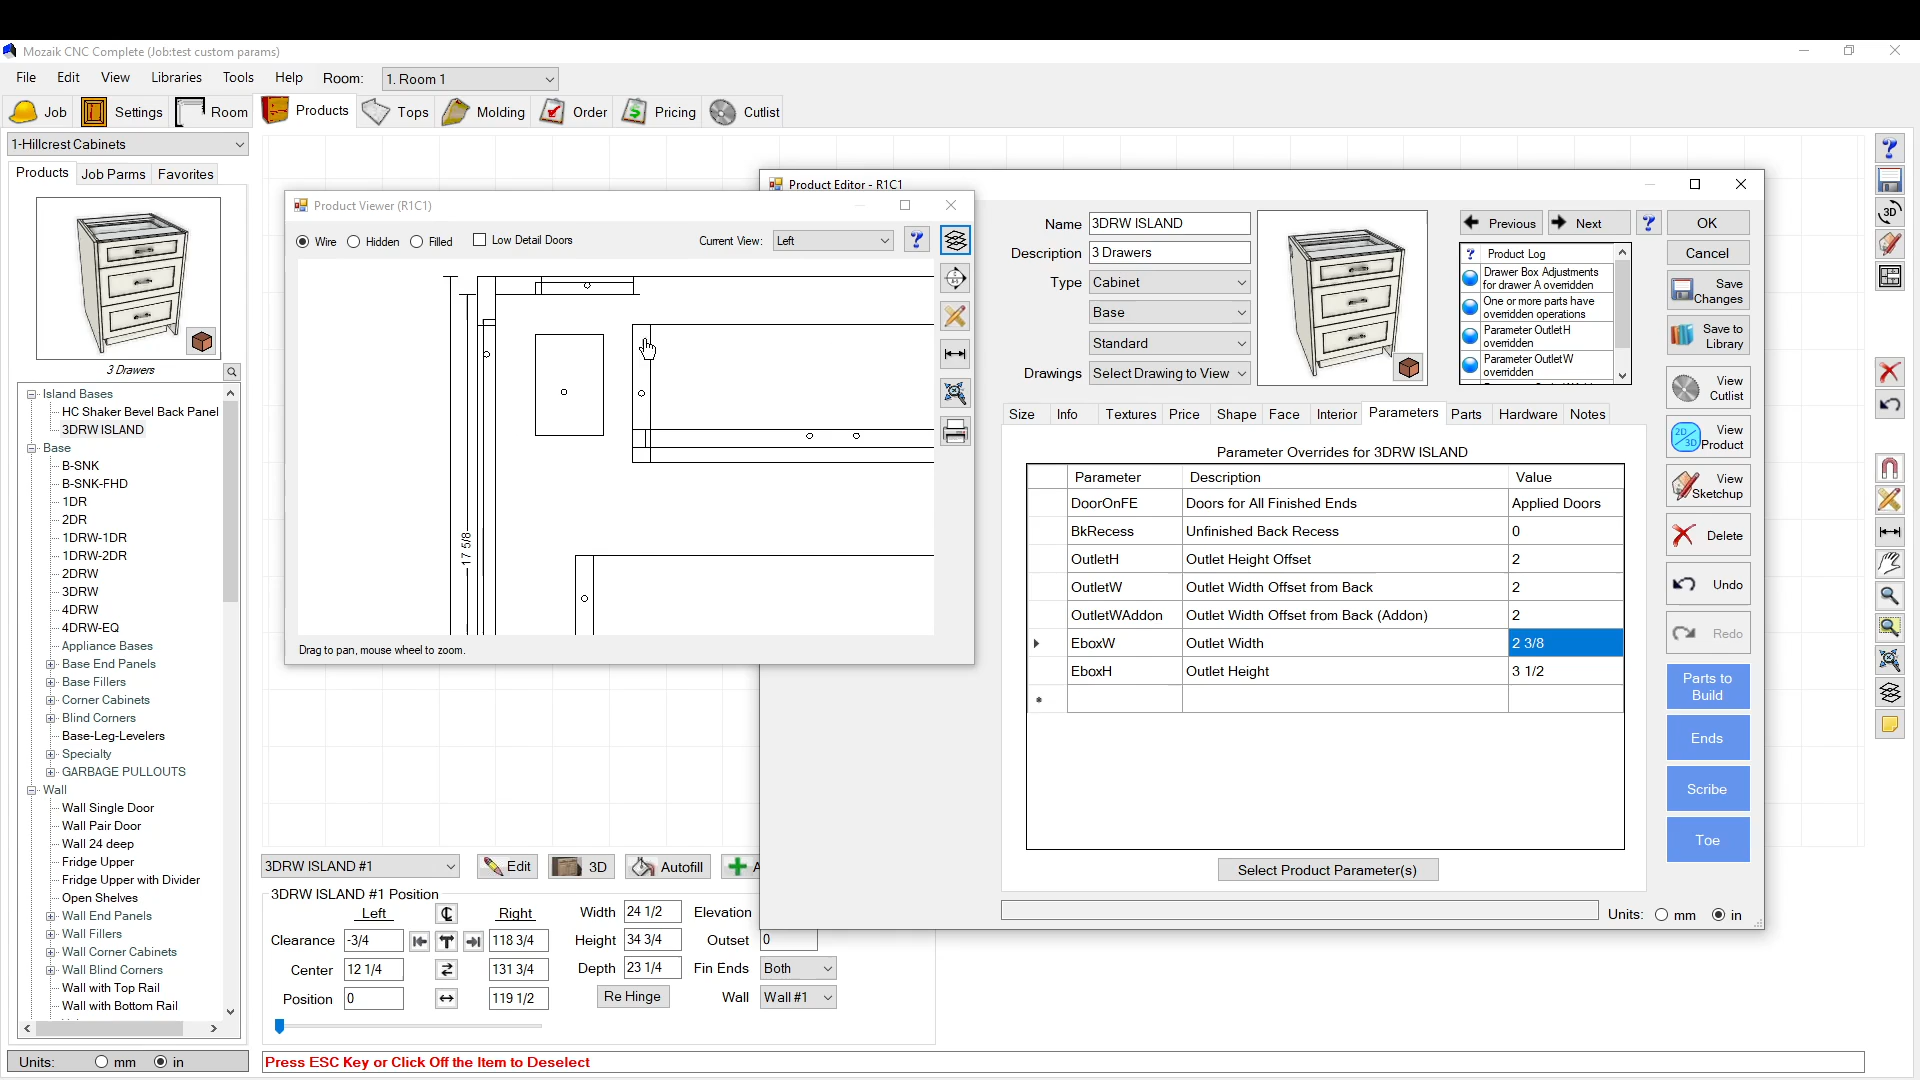 Mozaik CNC Complete (Job:test custom params)
File Edit View Libraries Tools Help Room: 1. Room 1
Job Settings Room Products Tops Molding Order Pricing Cutlist
1-Hillcrest Cabinets
Products Job Parms Favorites
3 Drawers
Island Bases
HC Shaker Bevel Back Panel
3DRW ISLAND
Base
B-SNK
B-SNK-FHD
1DR
2DR
1DRW-1DR
1DRW-2DR
2DRW
3DRW
4DRW
4DRW-EQ
Appliance Bases
Base End Panels
Base Fillers
Corner Cabinets
Blind Corners
Base-Leg-Levelers
Specialty
GARBAGE PULLOUTS
Wall
Wall Single Door
Wall Pair Door
Wall 24 deep
Fridge Upper
Fridge Upper with Divider
Open Shelves
Wall End Panels
Wall Fillers
Wall Corner Cabinets
Wall Blind Corners
Wall with Top Rail
Wall with Bottom Rail
Units: mm in
Product Viewer (R1C1)
Wire Hidden Filled Low Detail Doors Current View: Left
17 5/8
Drag to pan, mouse wheel to zoom.
Product Editor - R1C1
Name 3DRW ISLAND
Description 3 Drawers
Type Cabinet
Base
Standard
Drawings Select Drawing to View
Previous Next OK
Product Log
Drawer Box Adjustments
for drawer A overridden
One or more parts have
overridden operations
Parameter OutletH
overridden
Parameter OutletW
overridden
Cancel
Save
Changes
Save to
Library
View
Cutlist
2D
3D
View
Product
View
Sketchup
Delete
Undo
Redo
Parts to
Build
Ends
Scribe
Toe
Size Info Textures Price Shape Face Interior Parameters Parts Hardware Notes
Parameter Overrides for 3DRW ISLAND
Parameter Description Value
DoorOnFE Doors for All Finished Ends Applied Doors
BkRecess Unfinished Back Recess 0
OutletH Outlet Height Offset 2
OutletW Outlet Width Offset from Back 2
OutletWAddon Outlet Width Offset from Back (Addon) 2
EboxW Outlet Width 2 3/8
EboxH Outlet Height 3 1/2
Select Product Parameter(s)
Units: mm in
3D
3DRW ISLAND #1 Edit 3D Autofill A
3DRW ISLAND #1 Position
Left Right Width 24 1/2 Elevation
Clearance -3/4 118 3/4 Height 34 3/4 Outset 0
Center 12 1/4 131 3/4 Depth 23 1/4 Fin Ends Both
Position 0 119 1/2 Re Hinge Wall Wall #1
Press ESC Key or Click Off the Item to Deselect